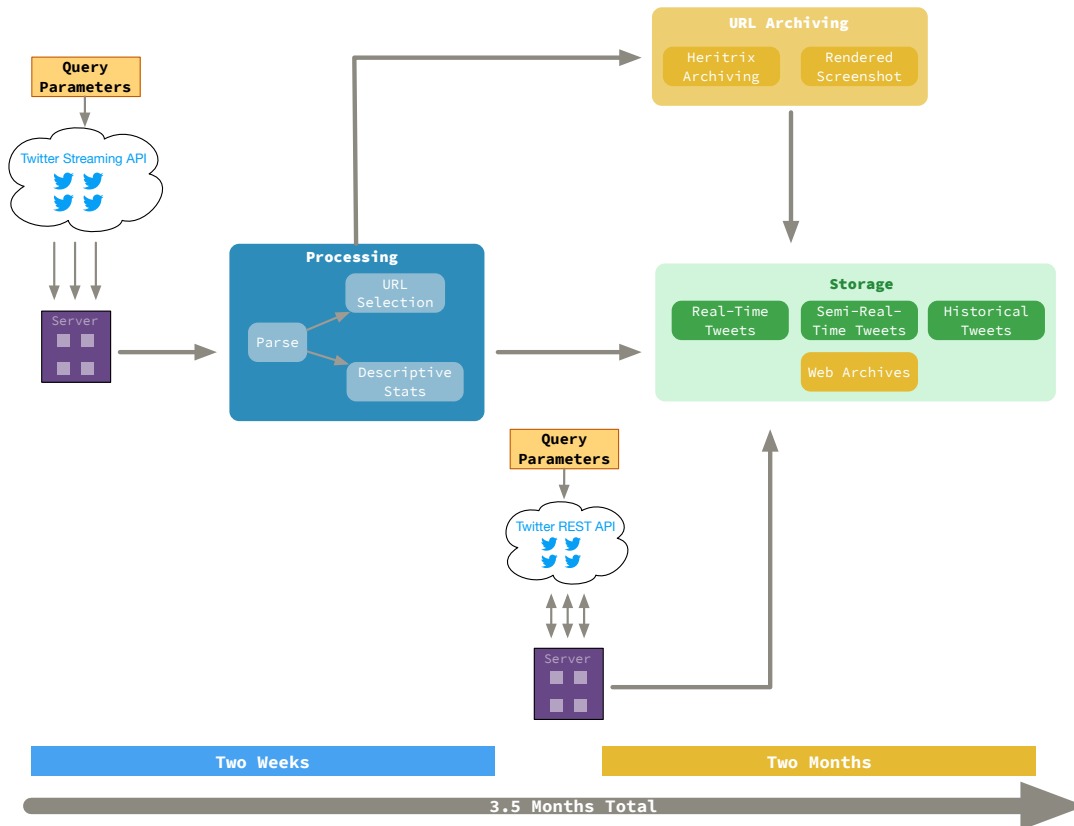 URL Archiving
Heritrix
Archiving
Rendered
Screenshot
Query
Parameters
Twitter Streaming API
Server
Processing
URL
Selection
Parse
Descriptive
Stats
Storage
Real-Time
Tweets
Semi-Real-
Time Tweets
Historical
Tweets
Web Archives
Query
Parameters
Twitter REST API
Server
Two Weeks
Two Months
3.5 Months Total